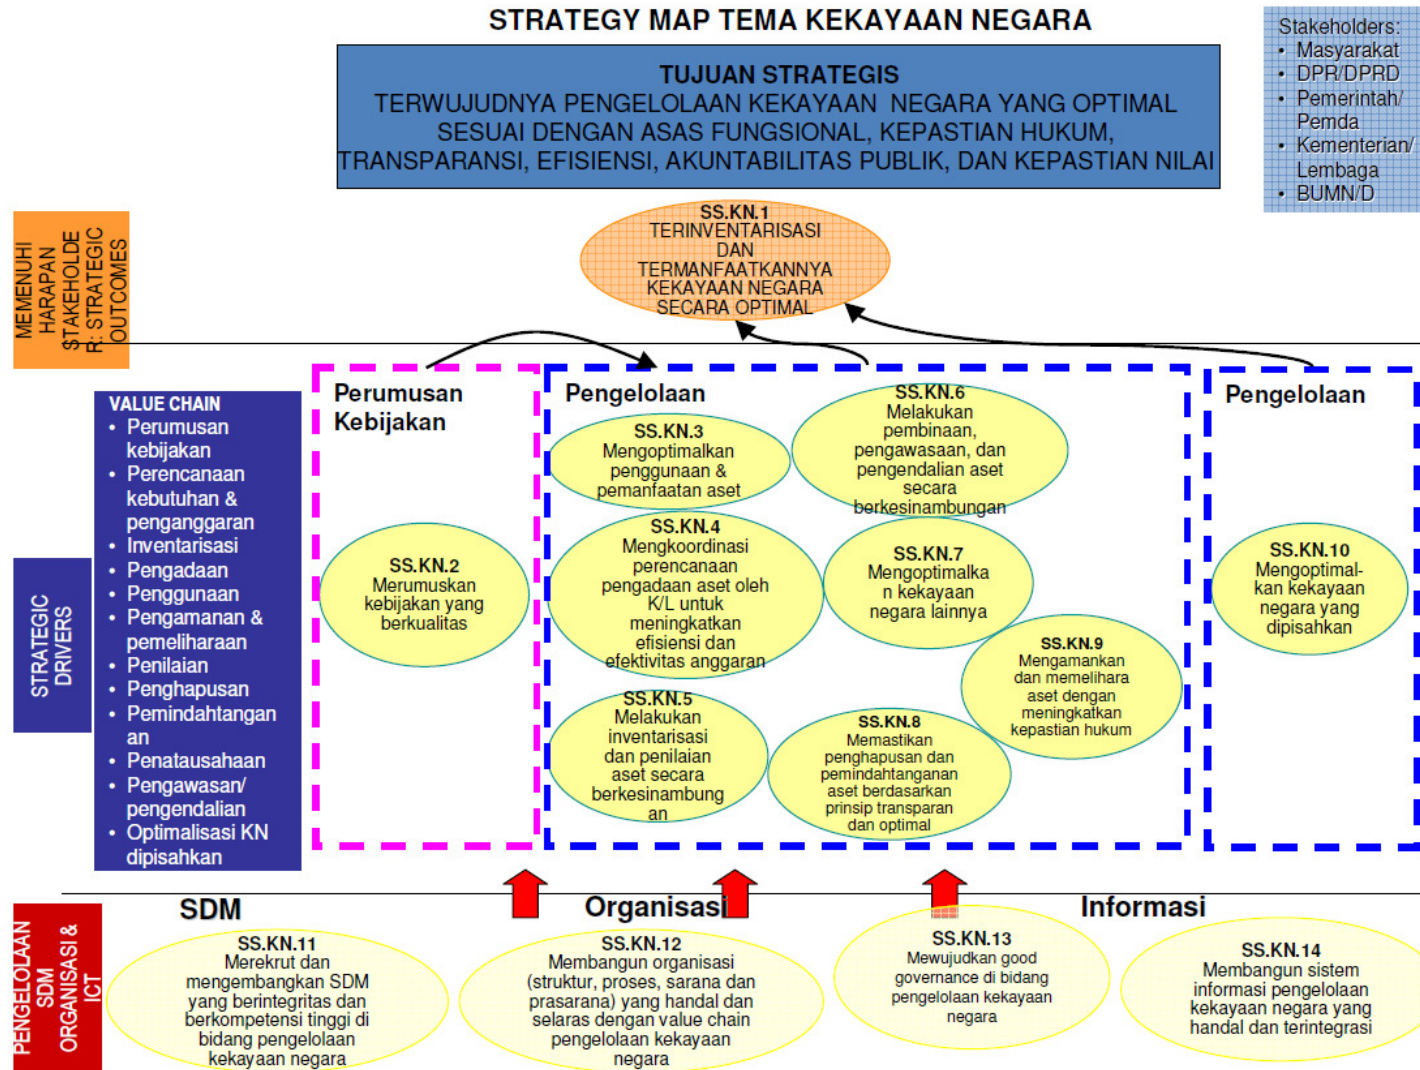 STRATEGY MAP TEMA KEKAYAAN NEGARA
TUJUAN STRATEGIS
TERWUJUDNYA PENGELOLAAN KEKAYAAN NEGARA YANG OPTIMAL
SESUAI DENGAN ASAS FUNGSIONAL, KEPASTIAN HUKUM,
TRANSPARANSI, EFISIENSI, AKUNTABILITAS PUBLIK, DAN KEPASTIAN NILAI
Stakeholders:
• Masyarakat
• DPR/DPRD
• Pemerintah/
Pemda
• Kementerian/
Lembaga
• BUMN/D
MEMENUHI
HARAPAN
STAKEHOLDE
R: STRATEGIC
OUTCOMES
SS.KN.1
TERINVENTARISASI
DAN
TERMANFAATKANNYA
KEKAYAAN NEGARA
SECARA OPTIMAL
STRATEGIC
DRIVERS
VALUE CHAIN
• Perumusan
kebijakan
• Perencanaan
kebutuhan &
penganggaran
• Inventarisasi
• Pengadaan
• Penggunaan
• Pengamanan &
pemeliharaan
• Penilaian
• Penghapusan
• Pemindahtangan
an
• Penatausahaan
• Pengawasan/
pengendalian
• Optimalisasi KN
dipisahkan
Perumusan
Kebijakan
SS.KN.2
Merumuskan
kebijakan yang
berkualitas
Pengelolaan
SS.KN.3
Mengoptimalkan
penggunaan &
pemanfaatan aset
SS.KN.4
Mengkoordinasi
perencanaan
pengadaan aset oleh
K/L untuk
meningkatkan
efisiensi dan
efektivitas anggaran
SS.KN.5
Melakukan
inventarisasi
dan penilaian
aset secara
berkesinambung
an
SS.KN.6
Melakukan
pembinaan,
pengawasaan, dan
pengendalian aset
secara
berkesinambungan
SS.KN.7
Mengoptimalka
n kekayaan
negara lainnya
SS.KN.8
Memastikan
penghapusan dan
pemindahtanganan
aset berdasarkan
prinsip transparan
dan optimal
SS.KN.9
Mengamankan
dan memelihara
aset dengan
meningkatkan
kepastian hukum
Pengelolaan
SS.KN.10
Mengoptimal-
kan kekayaan
negara yang
dipisahkan
PENGELOLAAN
SDM
ORGANISASI &
ICT
SDM
SS.KN.11
Merekrut dan
mengembangkan SDM
yang berintegritas dan
berkompetensi tinggi di
bidang pengelolaan
kekayaan negara
Organisasi
SS.KN.12
Membangun organisasi
(struktur, proses, sarana dan
prasarana) yang handal dan
selaras dengan value chain
pengelolaan kekayaan
negara
SS.KN.13
Mewujudkan good
governance di bidang
pengelolaan kekayaan
negara
Informasi
SS.KN.14
Membangun sistem
informasi pengelolaan
kekayaan negara yang
handal dan terintegrasi